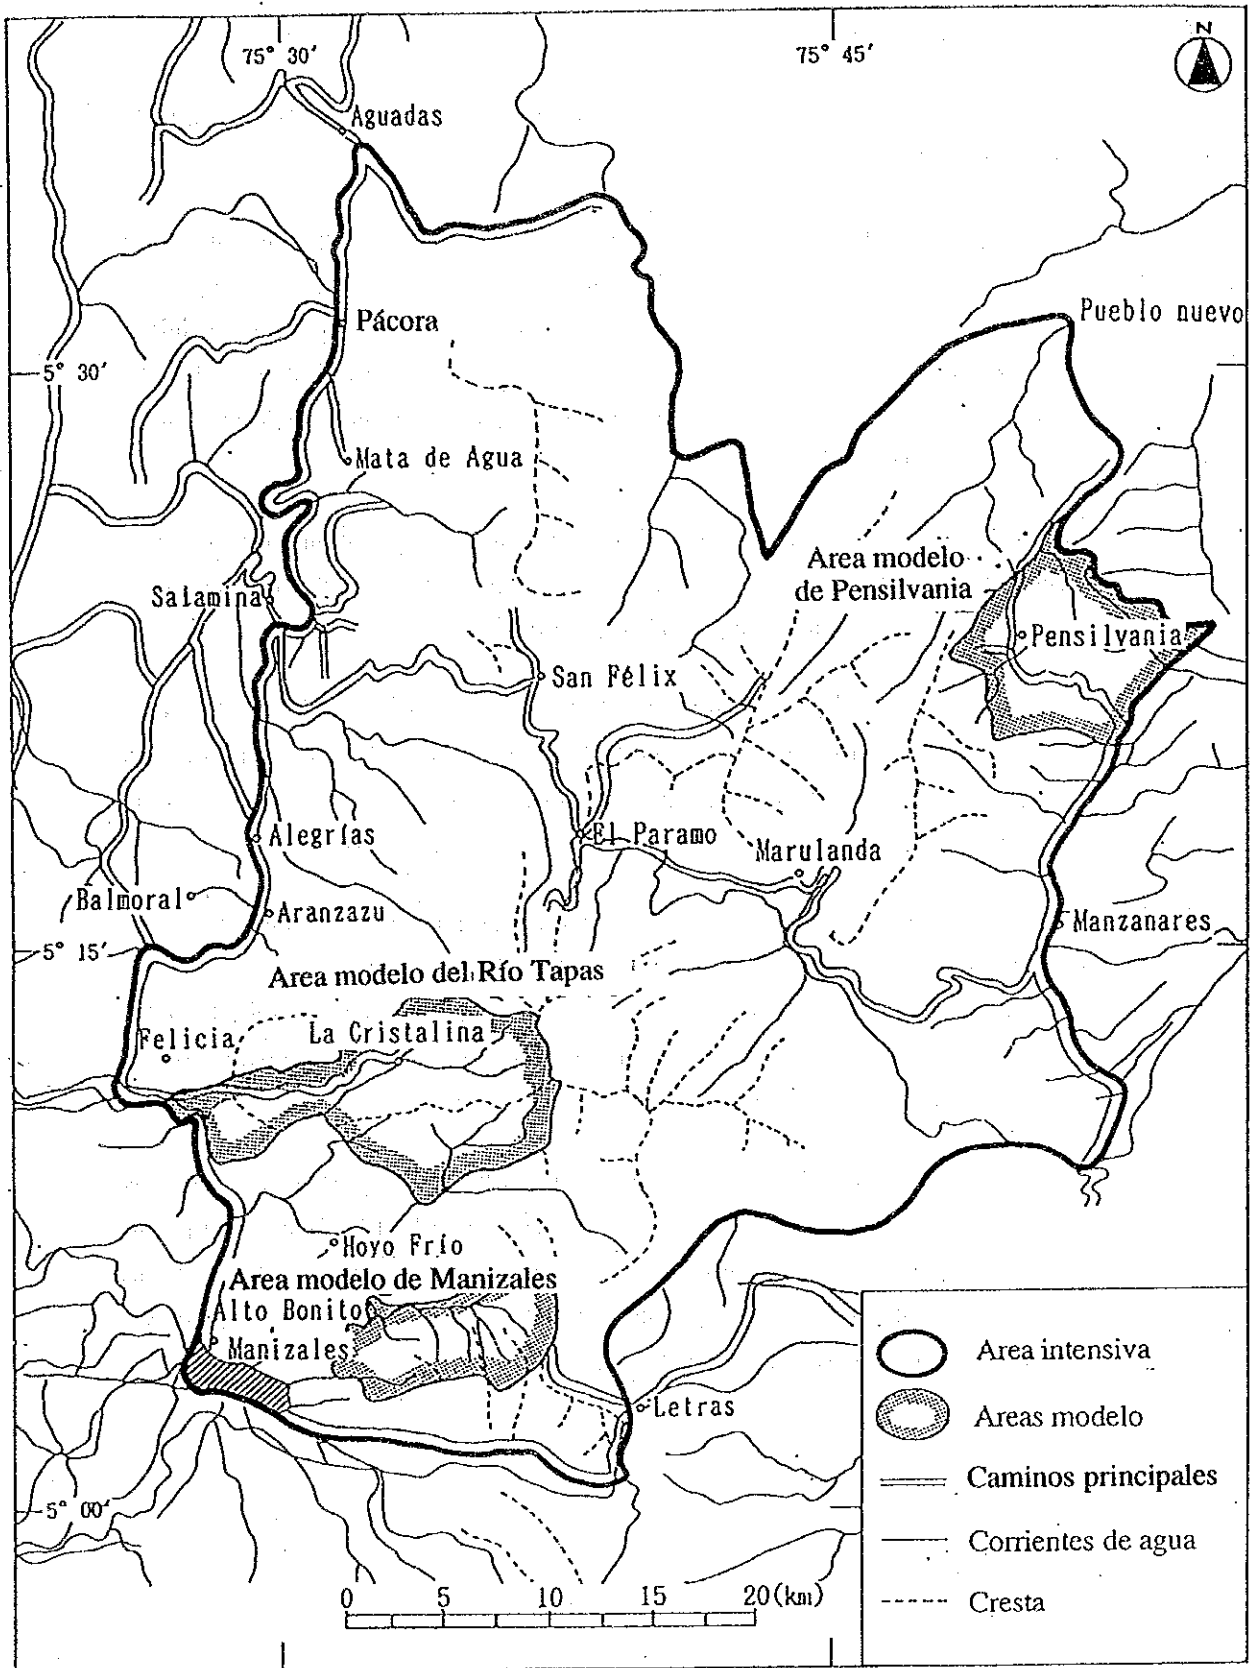 N
75° 30′
75° 45′
Aguadas
Pueblo nuevo
Pácora
5° 30′
Mata de Agua
Area modelo
de Pensilvania
Salamina
Pensilvania
San Félix
Alegrías
El Paramo
Marulanda
Balmoral
Aranzazu
Manzanares
5° 15′
Area modelo del Río Tapas
Felicia
La Cristalina
Hoyo Frío
Area modelo de Manizales
Alto Bonito
Manizales
Letras
5° 00′
Area intensiva
Areas modelo
Caminos principales
Corrientes de agua
Cresta
0 5 10 15 20(km)